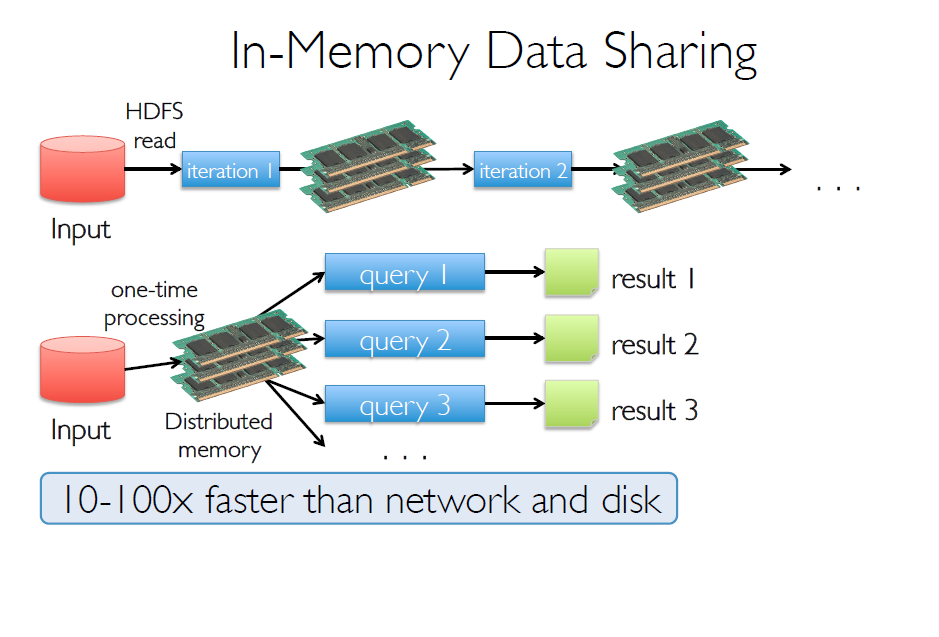 In-Memory Data Sharing
HDFS
read
iteration 1
iteration 2
. . .
Input
one-time
processing
query 1
result 1
query 2
result 2
query 3
result 3
Input
Distributed
memory
. . .
10-100x faster than network and disk